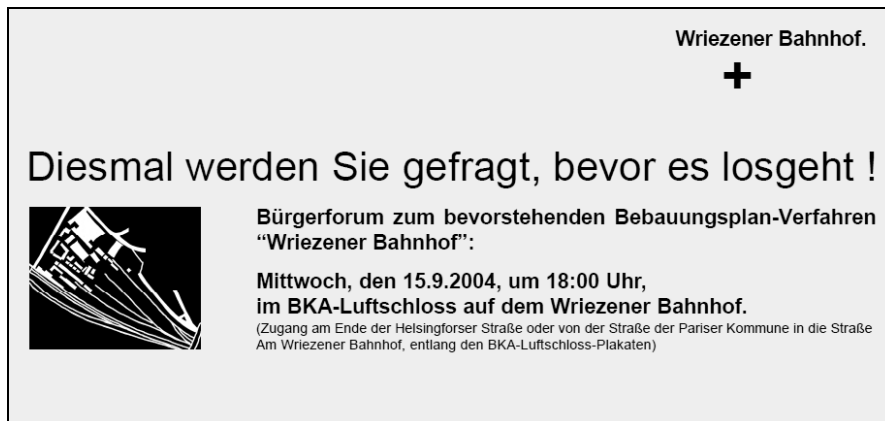 Wriezener Bahnhof.
+
Diesmal werden Sie gefragt, bevor es losgeht !
Bürgerforum zum bevorstehenden Bebauungsplan-Verfahren
“Wriezener Bahnhof”:
Mittwoch, den 15.9.2004, um 18:00 Uhr,
im BKA-Luftschloss auf dem Wriezener Bahnhof.
(Zugang am Ende der Helsingforser Straße oder von der Straße der Pariser Kommune in die Straße
Am Wriezener Bahnhof, entlang den BKA-Luftschloss-Plakaten)